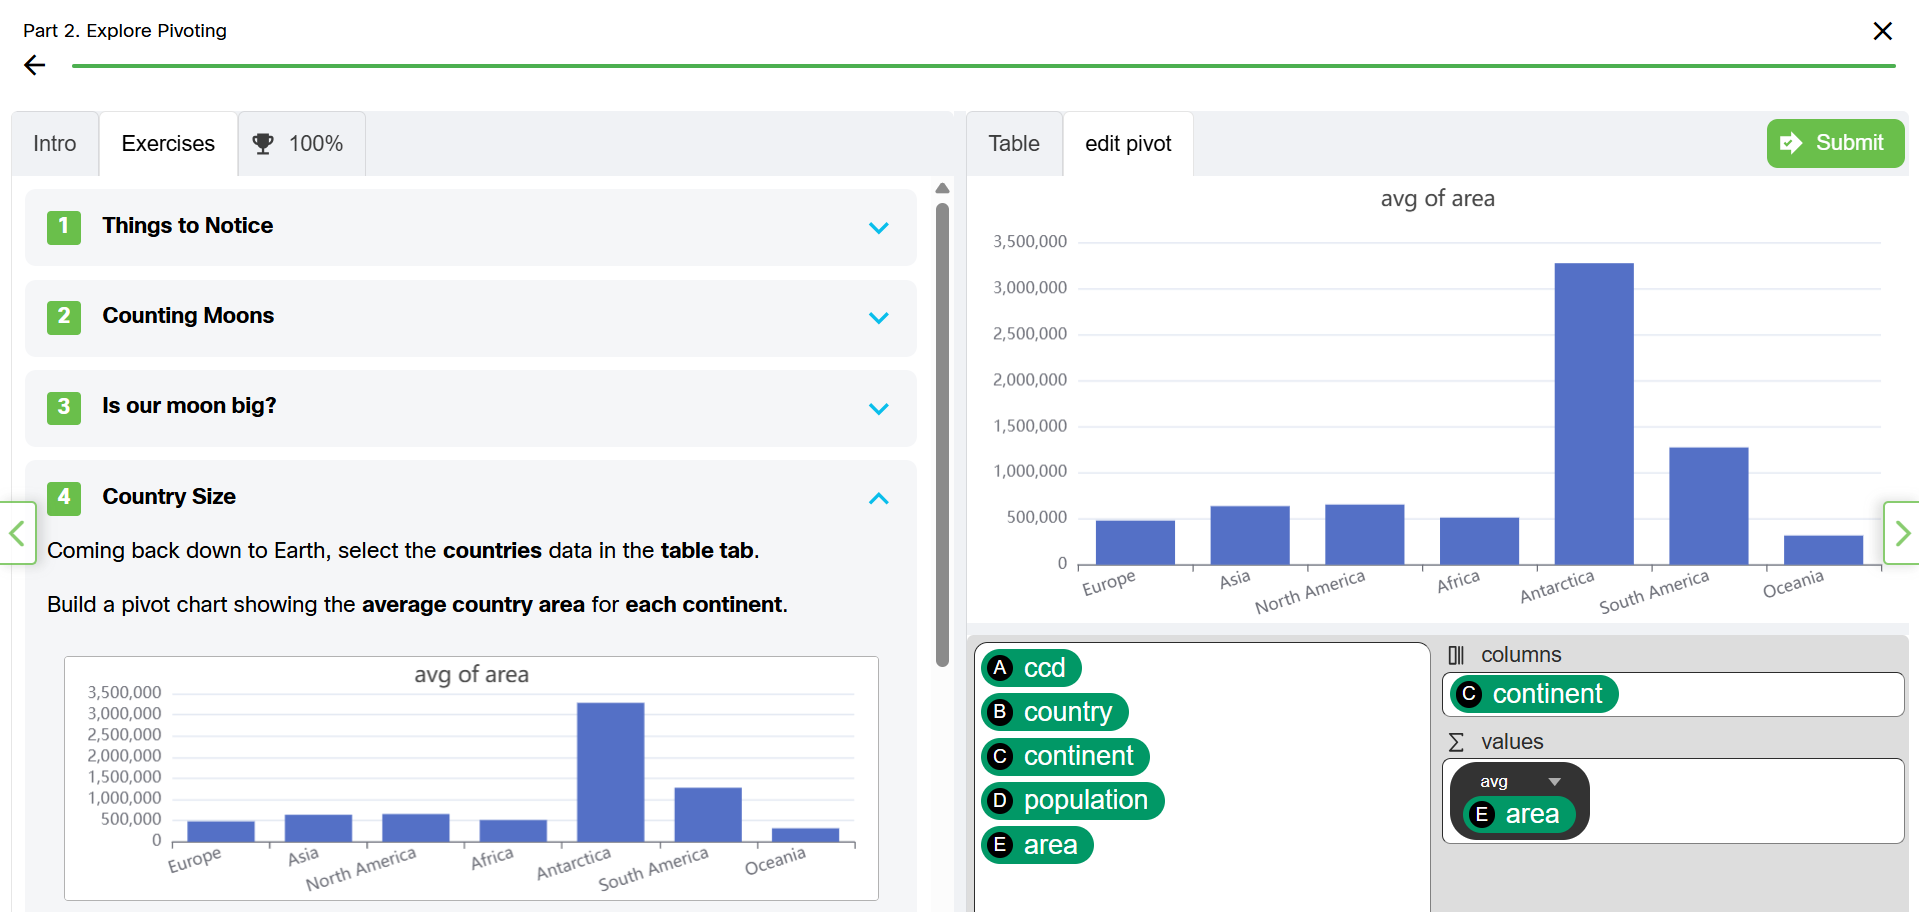 Part 2. Explore Pivoting
Intro
Exercises
100%
1 Things to Notice
2 Counting Moons
3 Is our moon big?
4 Country Size
Coming back down to Earth, select the countries data in the table tab.
Build a pivot chart showing the average country area for each continent.
avg of area
3,500,000
3,000,000
2,500,000
2,000,000
1,500,000
1,000,000
500,000
0
Europe
Asia
North America
Africa
Antarctica
South America
Oceania
Table
edit pivot
Submit
avg of area
3,500,000
3,000,000
2,500,000
2,000,000
1,500,000
1,000,000
500,000
0
Europe
Asia
North America
Africa
Antarctica
South America
Oceania
A ccd
B country
C continent
D population
E area
columns
C continent
Σ values
avg
E area